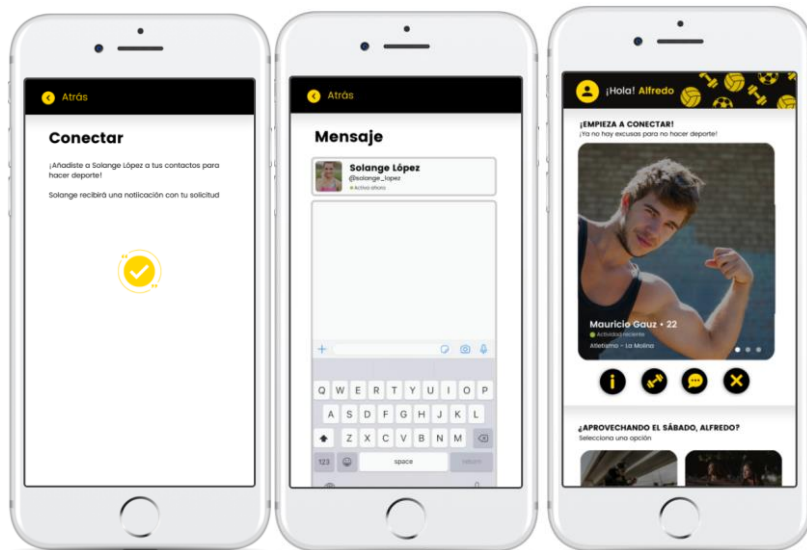 Atrás
Conectar
¡Añadiste a Solange López a tus contactos para
hacer deporte!
Solange recibirá una notiicación con tu solicitud
Atrás
Mensaje
Solange López
@solange_lopez
Activa ahora
Q W E R T Y U I O P
A S D F G H J K L
Z X C V B N M
123 space return
¡Hola! Alfredo
¡EMPIEZA A CONECTAR!
¡Ya no hay excusas para no hacer deporte!
Mauricio Gauz • 22
Actividad reciente
Atletismo - La Molina
¿APROVECHANDO EL SÁBADO, ALFREDO?
Selecciona una opción